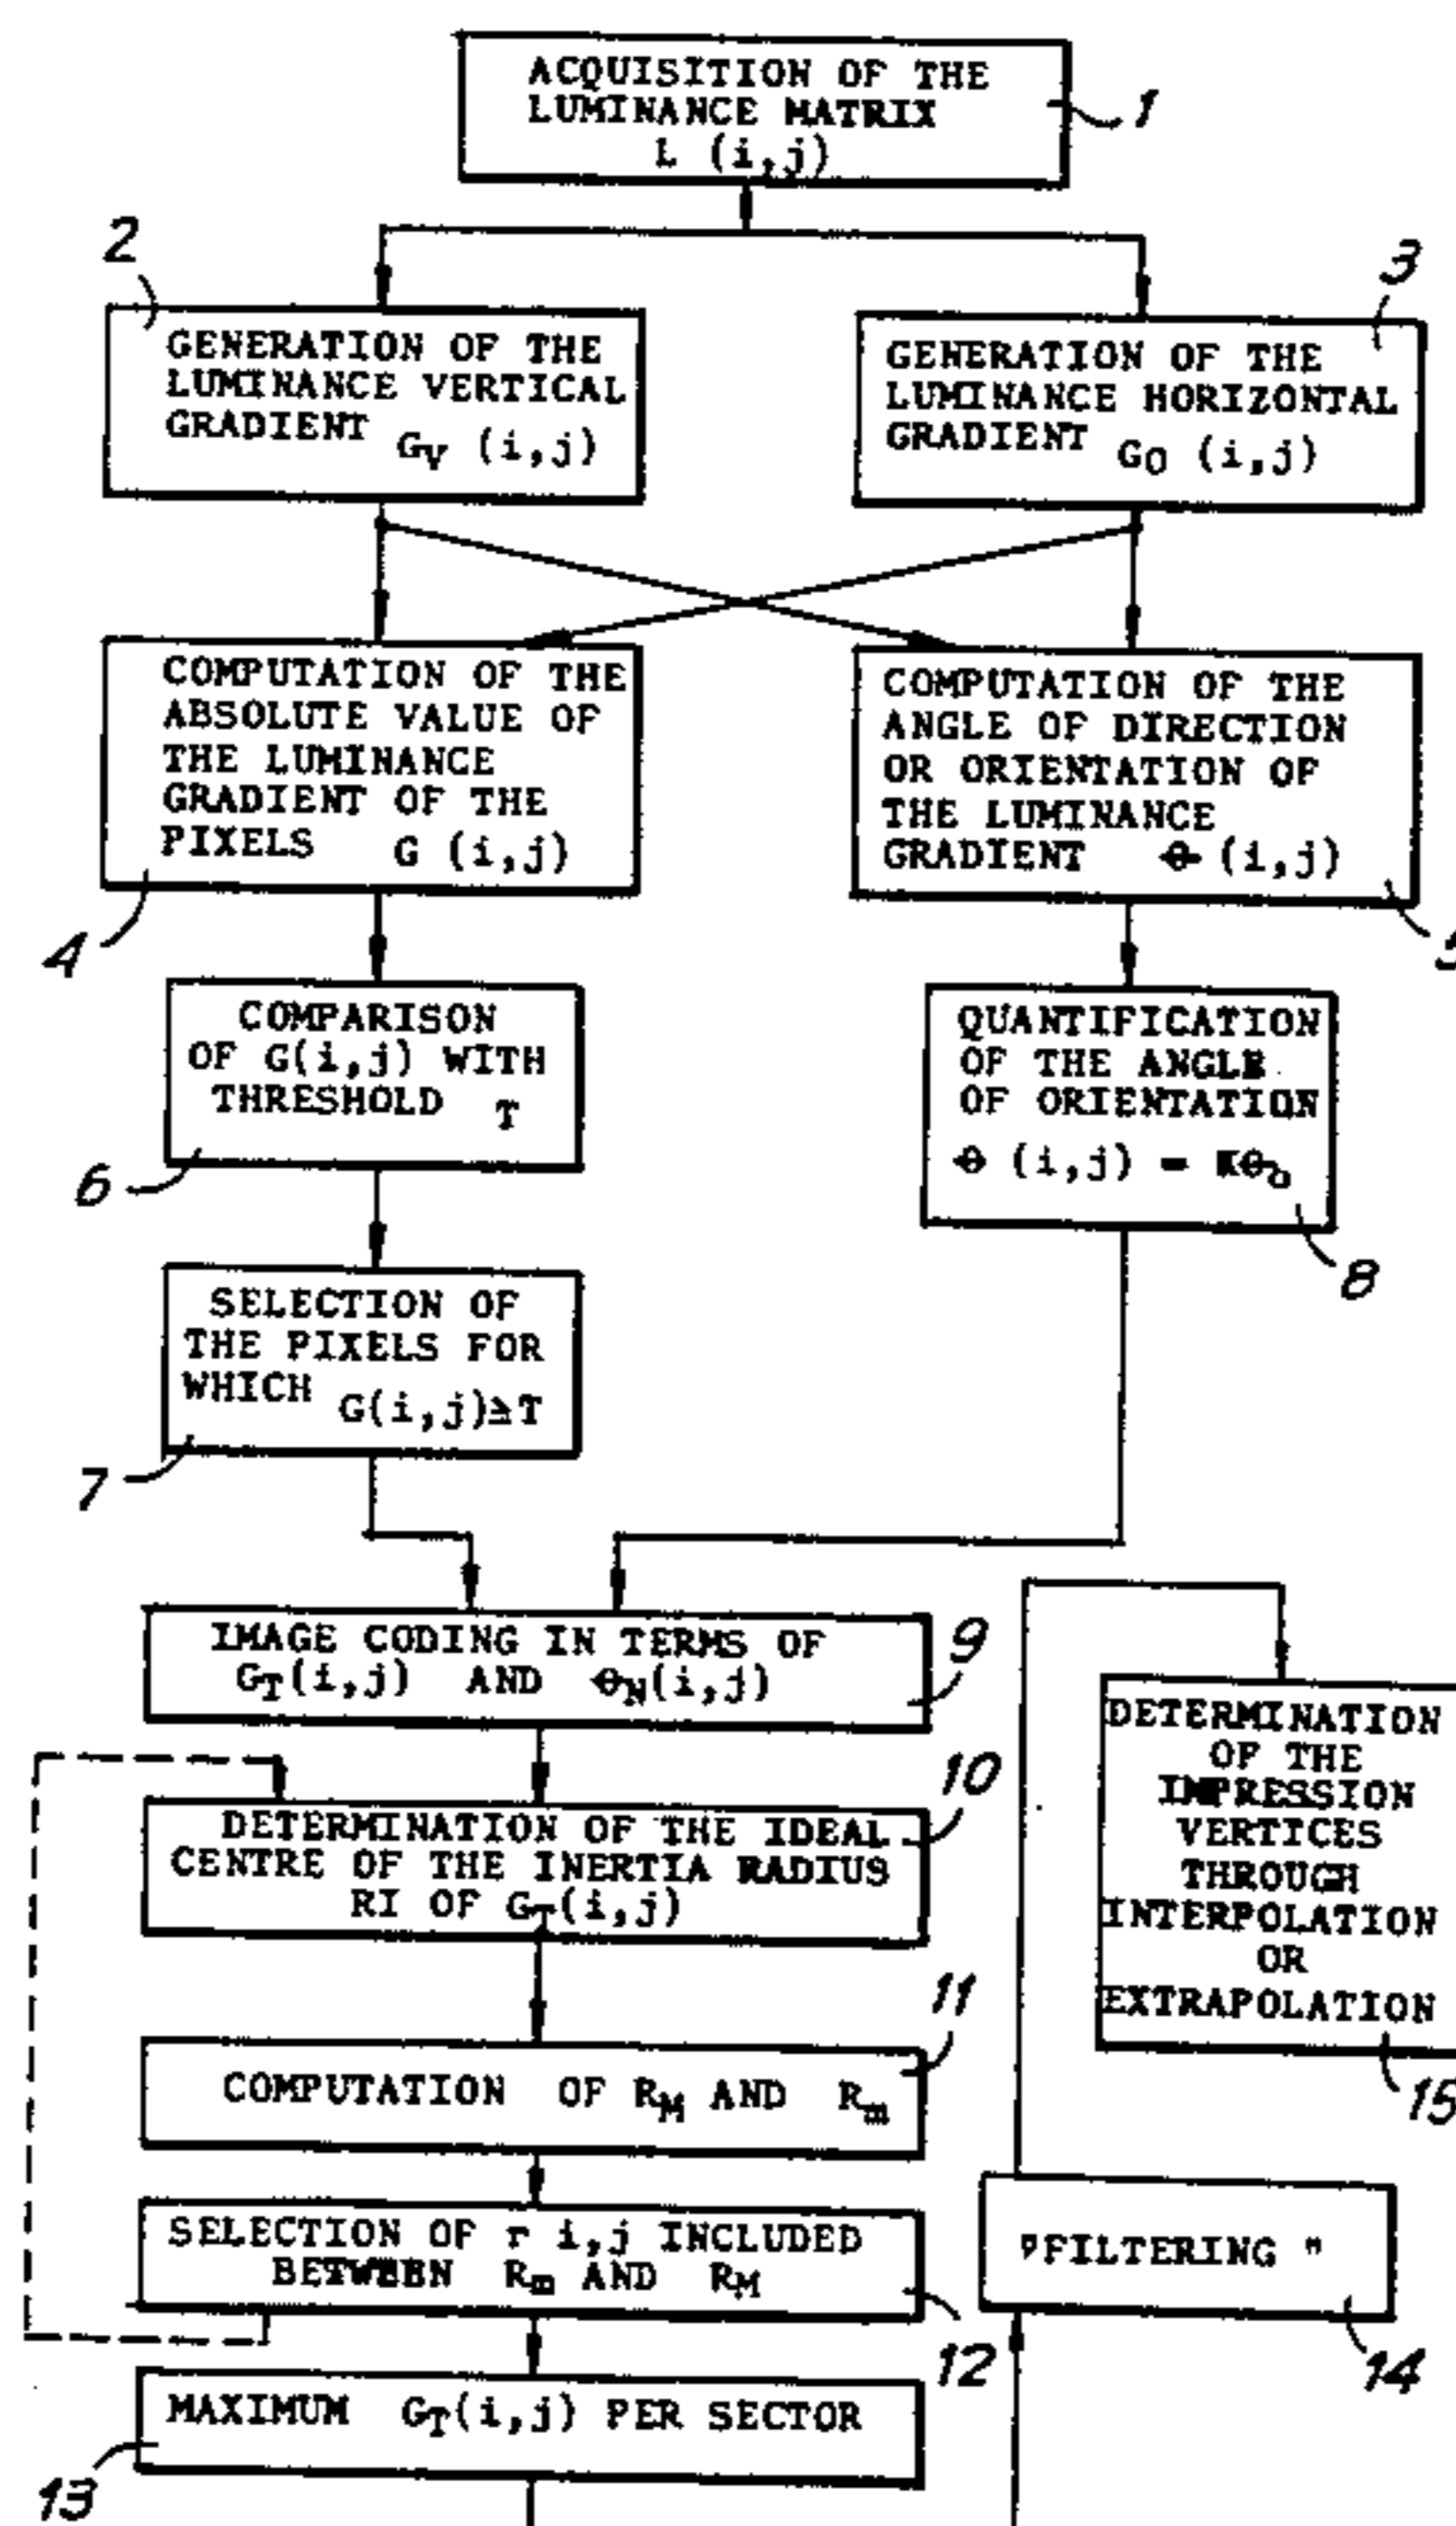 ACQUISITION OF THE
LUMINANCE MATRIX
L (i,j)
1
2
GENERATION OF THE
LUMINANCE VERTICAL
GRADIENT GV (i,j)
3
GENERATION OF THE
LUMINANCE HORIZONTAL
GRADIENT GO (i,j)
COMPUTATION OF THE
ABSOLUTE VALUE OF
THE LUMINANCE
GRADIENT OF THE
PIXELS G (i,j)
4
COMPUTATION OF THE
ANGLE OF DIRECTION
OR ORIENTATION OF
THE LUMINANCE
GRADIENT θ (i,j)
5
COMPARISON
OF G(i,j) WITH
THRESHOLD T
6
QUANTIFICATION
OF THE ANGLE
OF ORIENTATION
θ (i,j) = Kθo
8
SELECTION OF
THE PIXELS FOR
WHICH G(i,j)≥T
7
IMAGE CODING IN TERMS OF
GT(i,j) AND θN(i,j)
9
DETERMINATION OF THE IDEAL
CENTRE OF THE INERTIA RADIUS
RI OF GT(i,j)
10
COMPUTATION OF RM AND Rm
11
SELECTION OF r i,j INCLUDED
BETWEEN Rm AND RM
12
MAXIMUM GT(i,j) PER SECTOR
13
"FILTERING "
14
DETERMINATION
OF THE
IMPRESSION
VERTICES
THROUGH
INTERPOLATION
OR
EXTRAPOLATION
15